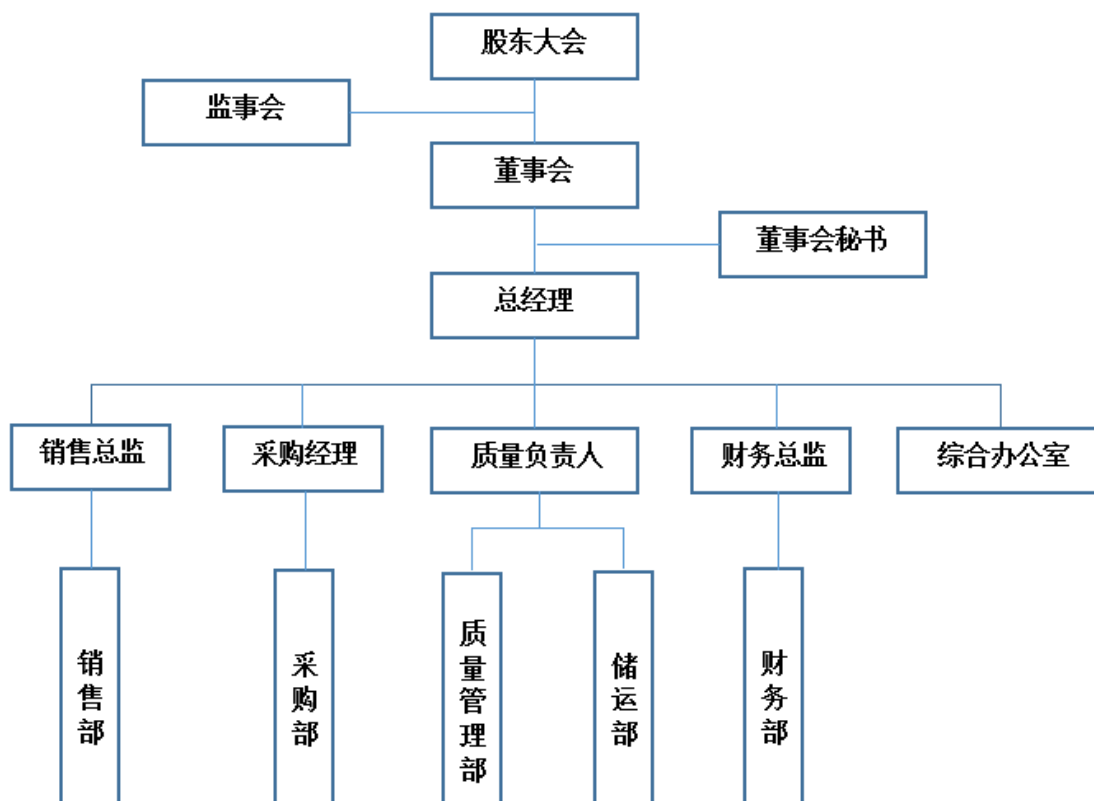 股东大会
监事会
董事会
董事会秘书
总经理
销售总监
采购经理
质量负责人
财务总监
综合办公室
销售部
采购部
质量管理部
储运部
财务部